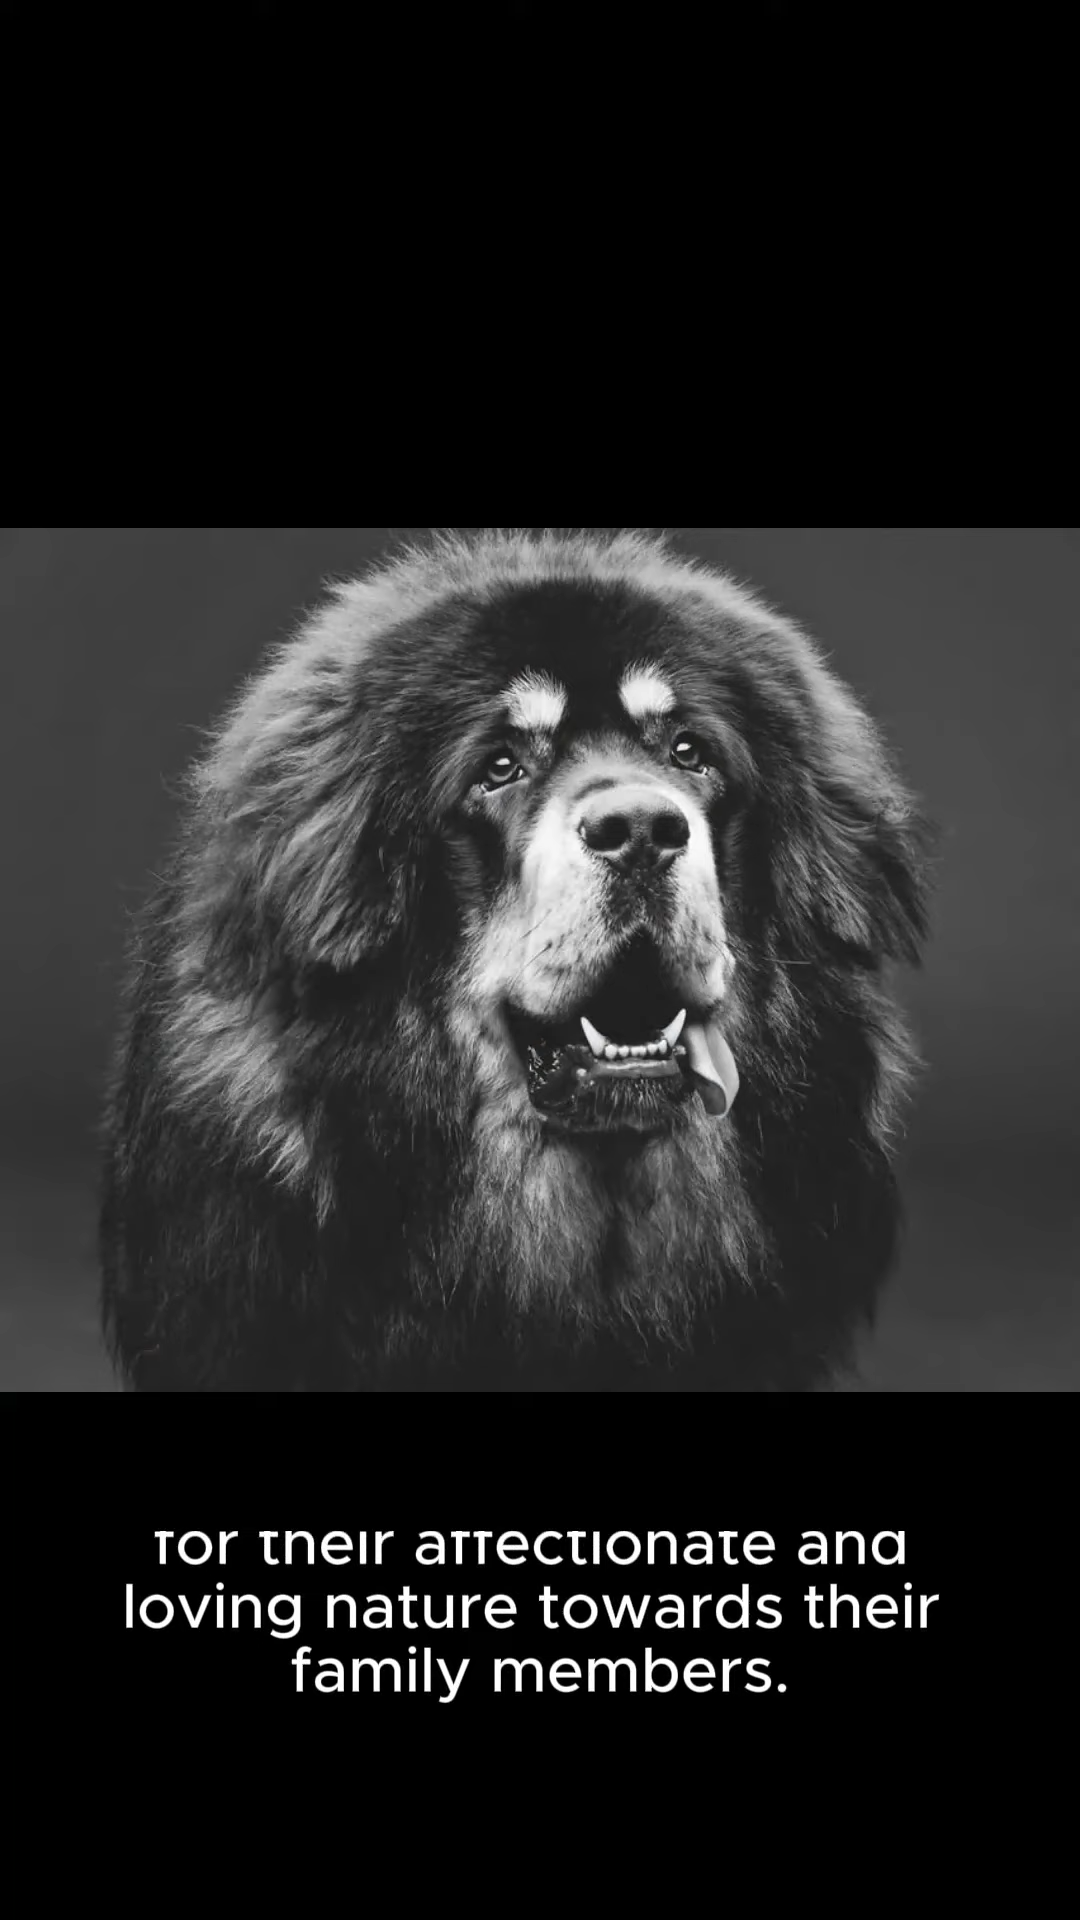 for their affectionate and
loving nature towards their
family members.